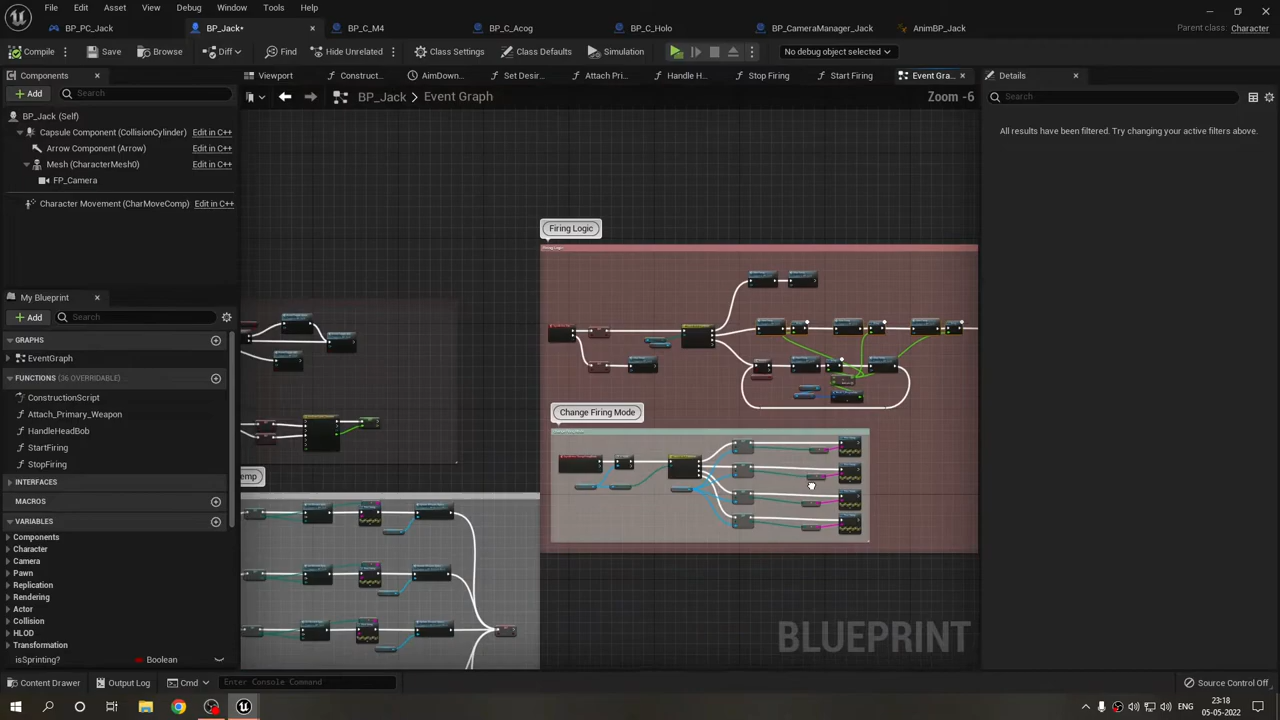 File Edit Asset View Debug Window Tools Help
BP_PC_Jack BP_Jack* BP_C_M4 BP_C_Acog BP_C_Holo BP_CameraManager_Jack AnimBP_Jack Parent class: Character
Compile Save Browse Diff Find Hide Unrelated Class Settings Class Defaults Simulation No debug object selected
Components Viewport Construct... AimDown... Set Desir... Attach Pri... Handle H... Stop Firing Start Firing Event Gra... Details
Add Search BP_Jack > Event Graph Zoom -6 Search
BP_Jack (Self)
Capsule Component (CollisionCylinder) Edit in C++
Arrow Component (Arrow) Edit in C++
Mesh (CharacterMesh0) Edit in C++
FP_Camera
Character Movement (CharMoveComp) Edit in C++
All results have been filtered. Try changing your active filters above.
Firing Logic
Firing Logic
My Blueprint
Add Search
GRAPHS
EventGraph
FUNCTIONS (36 OVERRIDABLE)
ConstructionScript
Attach_Primary_Weapon
HandleHeadBob
StartFiring
StopFiring
INTERFACES
MACROS
VARIABLES
Components
Character
Camera
Pawn
Replication
Rendering
Actor
Collision
HLOD
Transformation
isSprinting? Boolean
Change Firing Mode
Change Firing Mode
emp
BLUEPRINT
Content Drawer Output Log Cmd Enter Console Command Source Control Off
ENG 23:18
05-05-2022